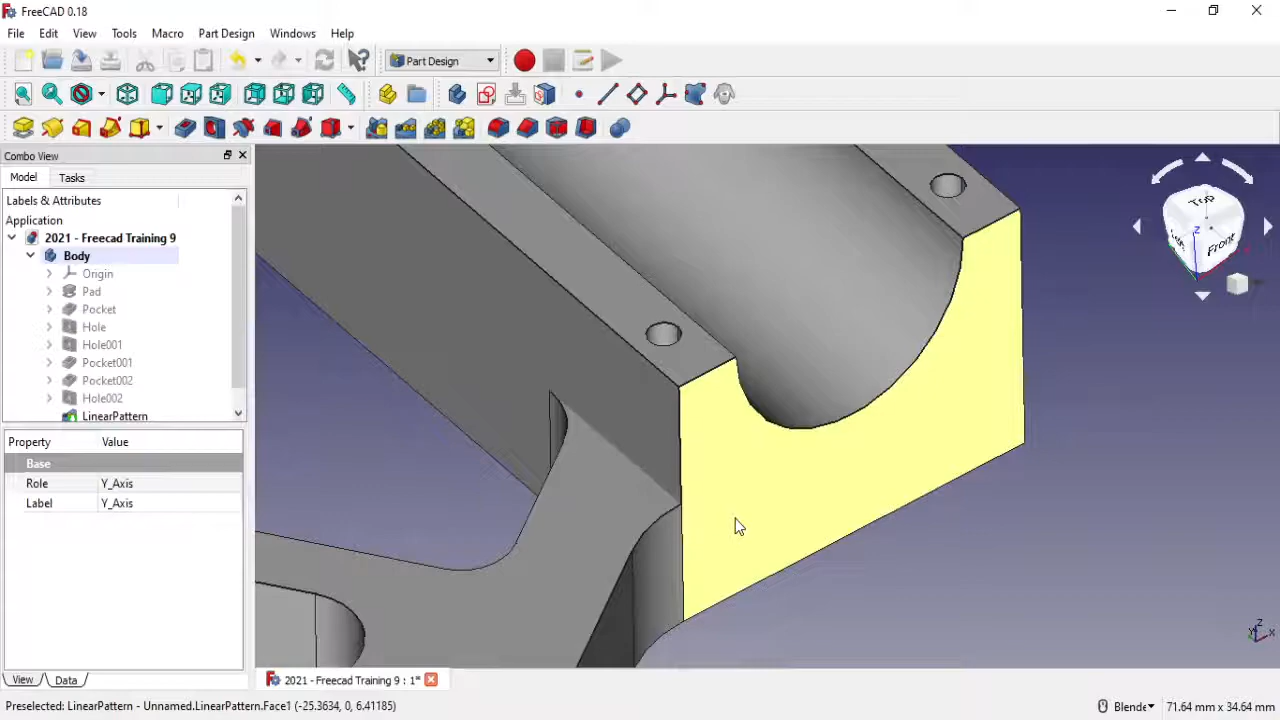 FreeCAD 0.18
File Edit View Tools Macro Part Design Windows Help
Part Design
Combo View
Model Tasks
Labels & Attributes
Application
2021 - Freecad Training 9
Body
Origin
Pad
Pocket
Hole
Hole001
Pocket001
Pocket002
Hole002
LinearPattern
Property Value
Base
Role Y_Axis
Label Y_Axis
View Data
2021 - Freecad Training 9 : 1*
Top
Front
Z
Z
X
Preselected: LinearPattern - Unnamed.LinearPattern.Face1 (-25.3634, 0, 6.41185)
Blende
71.64 mm x 34.64 mm